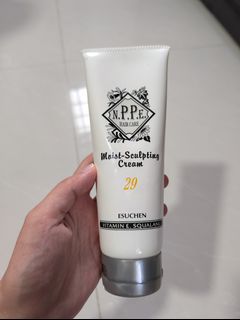 N.P.P.E.
HAIR CARE
Moist-Sculpting
Cream
29
ESUCHEN
VITAMIN E. SQUALANE